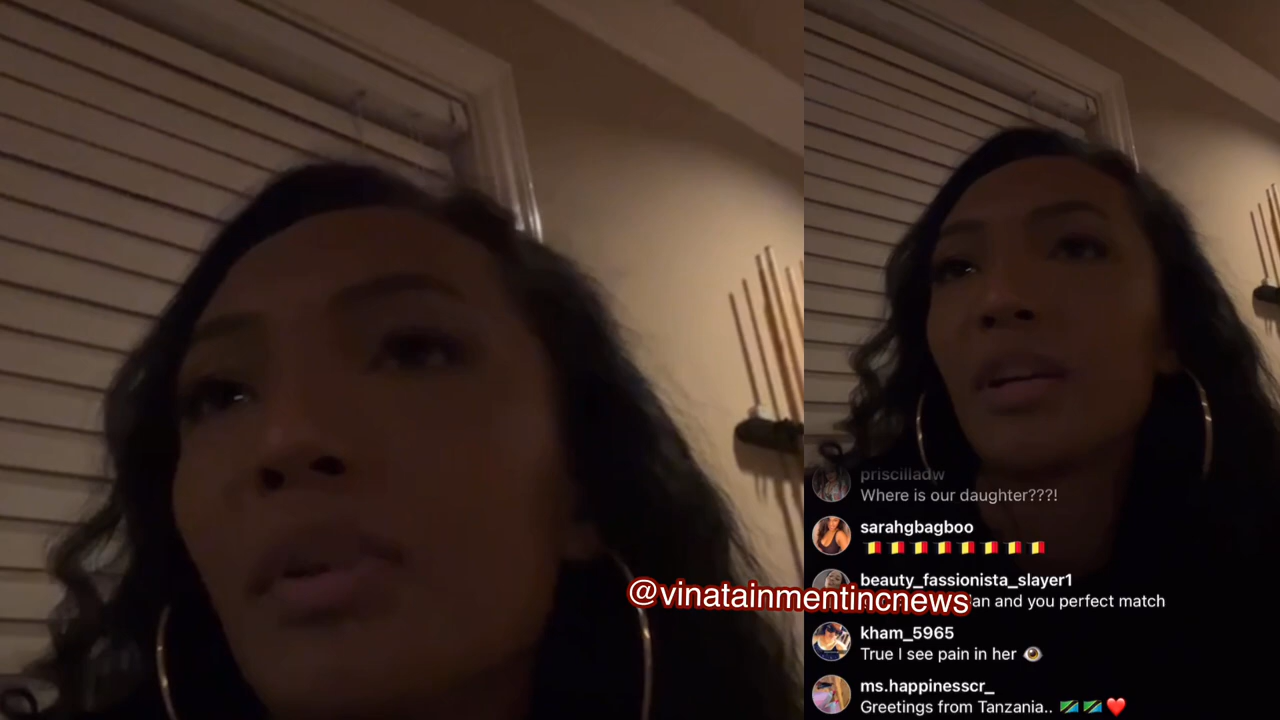 priscilladw
Where is our daughter???!
sarahgbagboo
🇧🇪🇧🇪🇧🇪🇧🇪🇧🇪🇧🇪🇧🇪🇧🇪
beauty_fassionista_slayer1
@vinatainmentincnews
and you perfect match
kham_5965
True I see pain in her 👁️
ms.happinesscr_
Greetings from Tanzania.. 🇹🇿🇹🇿❤️